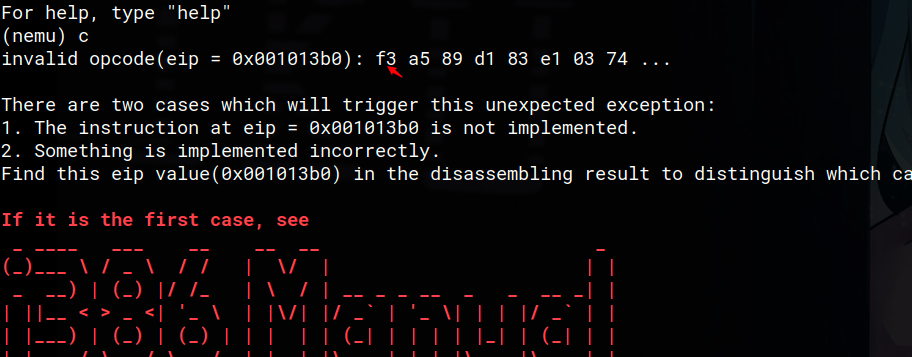 For help, type "help"
(nemu) c
invalid opcode(eip = 0x001013b0): f3 a5 89 d1 83 e1 03 74 ...
There are two cases which will trigger this unexpected exception:
1. The instruction at eip = 0x001013b0 is not implemented.
2. Something is implemented incorrectly.
Find this eip value(0x001013b0) in the disassembling result to distinguish which ca
If it is the first case, see
i386 Manual